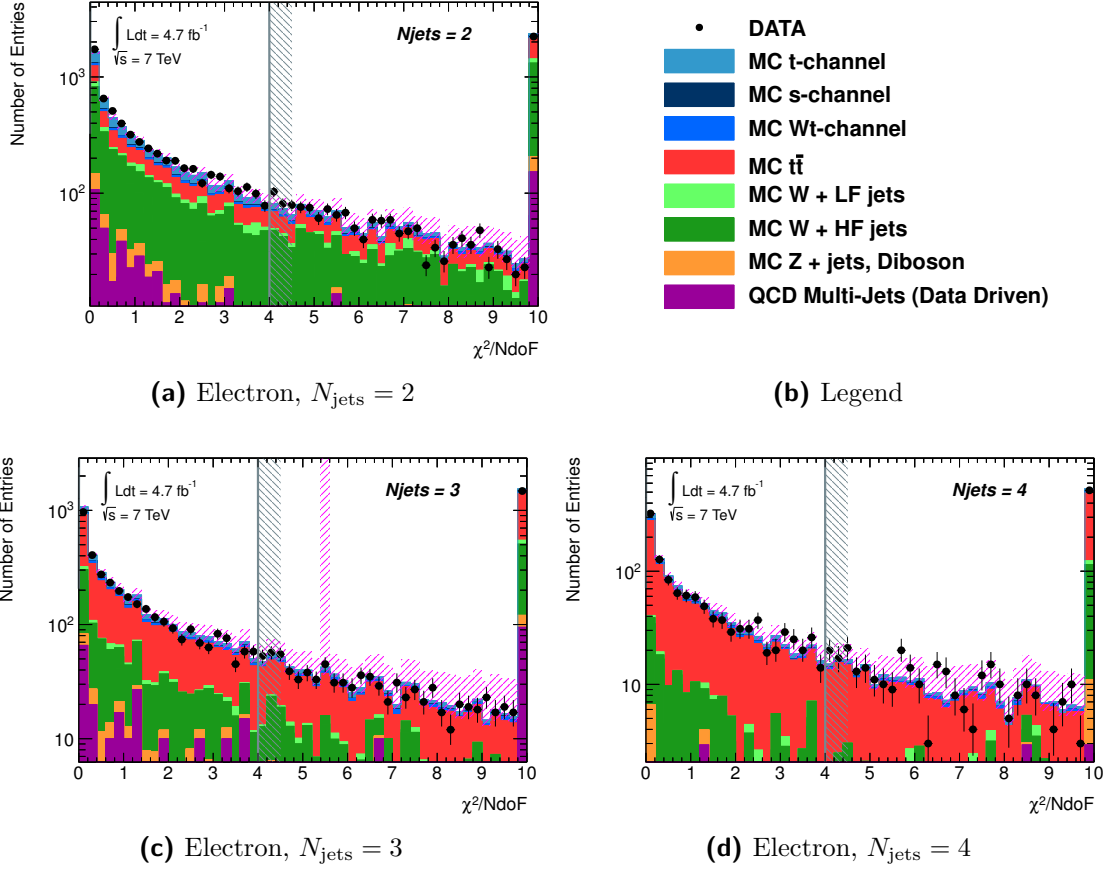 Number of Entries
∫ Ldt = 4.7 fb⁻¹
√s = 7 TeV
Njets = 2
10³
10²
0 1 2 3 4 5 6 7 8 9 10
χ²/NdoF
(a) Electron, N_jets = 2
DATA
MC t-channel
MC s-channel
MC Wt-channel
MC tt̄
MC W + LF jets
MC W + HF jets
MC Z + jets, Diboson
QCD Multi-Jets (Data Driven)
(b) Legend
Number of Entries
∫ Ldt = 4.7 fb⁻¹
√s = 7 TeV
Njets = 3
10³
10²
10
0 1 2 3 4 5 6 7 8 9 10
χ²/NdoF
(c) Electron, N_jets = 3
Number of Entries
∫ Ldt = 4.7 fb⁻¹
√s = 7 TeV
Njets = 4
10²
10
0 1 2 3 4 5 6 7 8 9 10
χ²/NdoF
(d) Electron, N_jets = 4